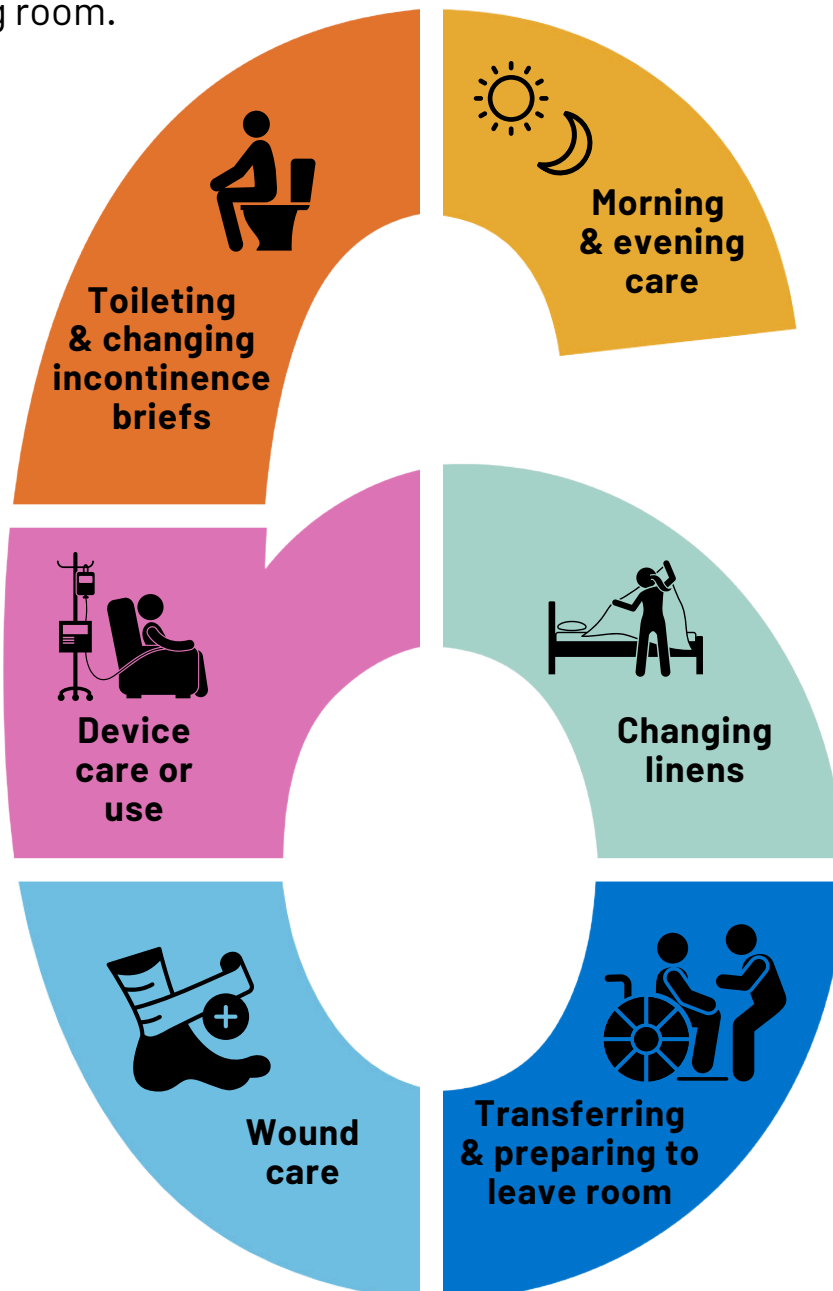 g room.
Morning
& evening
care
Toileting
& changing
incontinence
briefs
Device
care or
use
Changing
linens
Wound
care
Transferring
& preparing to
leave room